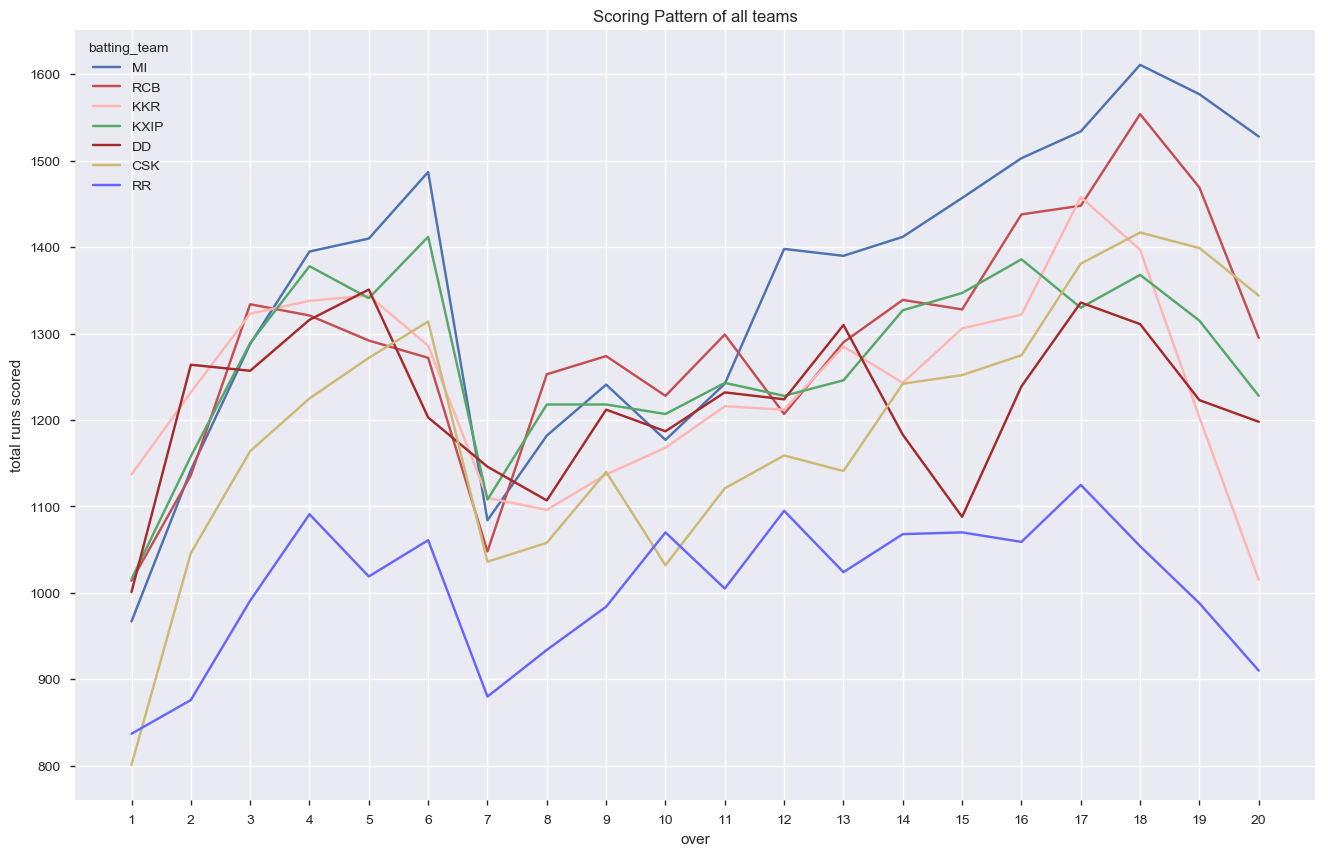 Scoring Pattern of all teams
batting_team
MI
RCB
KKR
KXIP
DD
CSK
RR
1600
1500
1400
1300
1200
1100
1000
900
800
total runs scored
1 2 3 4 5 6 7 8 9 10 11 12 13 14 15 16 17 18 19 20
over